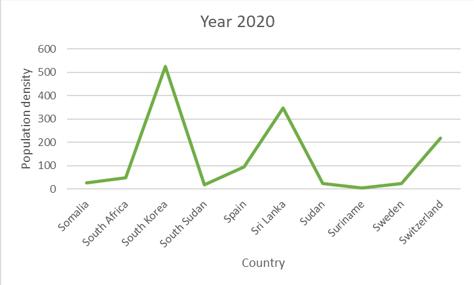 Year 2020
Population density
600
500
400
300
200
100
0
Somalia
South Africa
South Korea
South Sudan
Spain
Sri Lanka
Sudan
Suriname
Sweden
Switzerland
Country